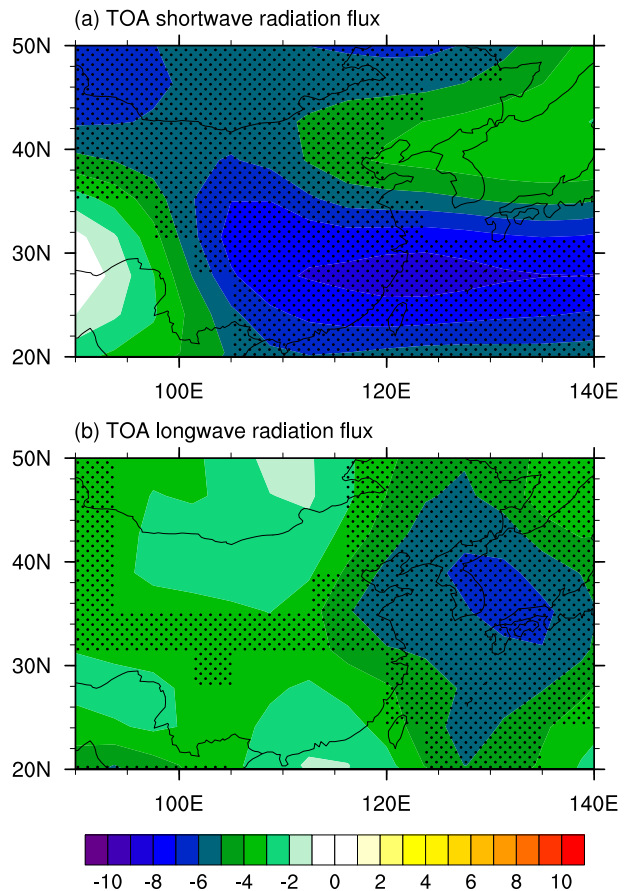 (a) TOA shortwave radiation flux
50N
40N
30N
20N
100E 120E 140E
(b) TOA longwave radiation flux
50N
40N
30N
20N
100E 120E 140E
-10 -8 -6 -4 -2 0 2 4 6 8 10